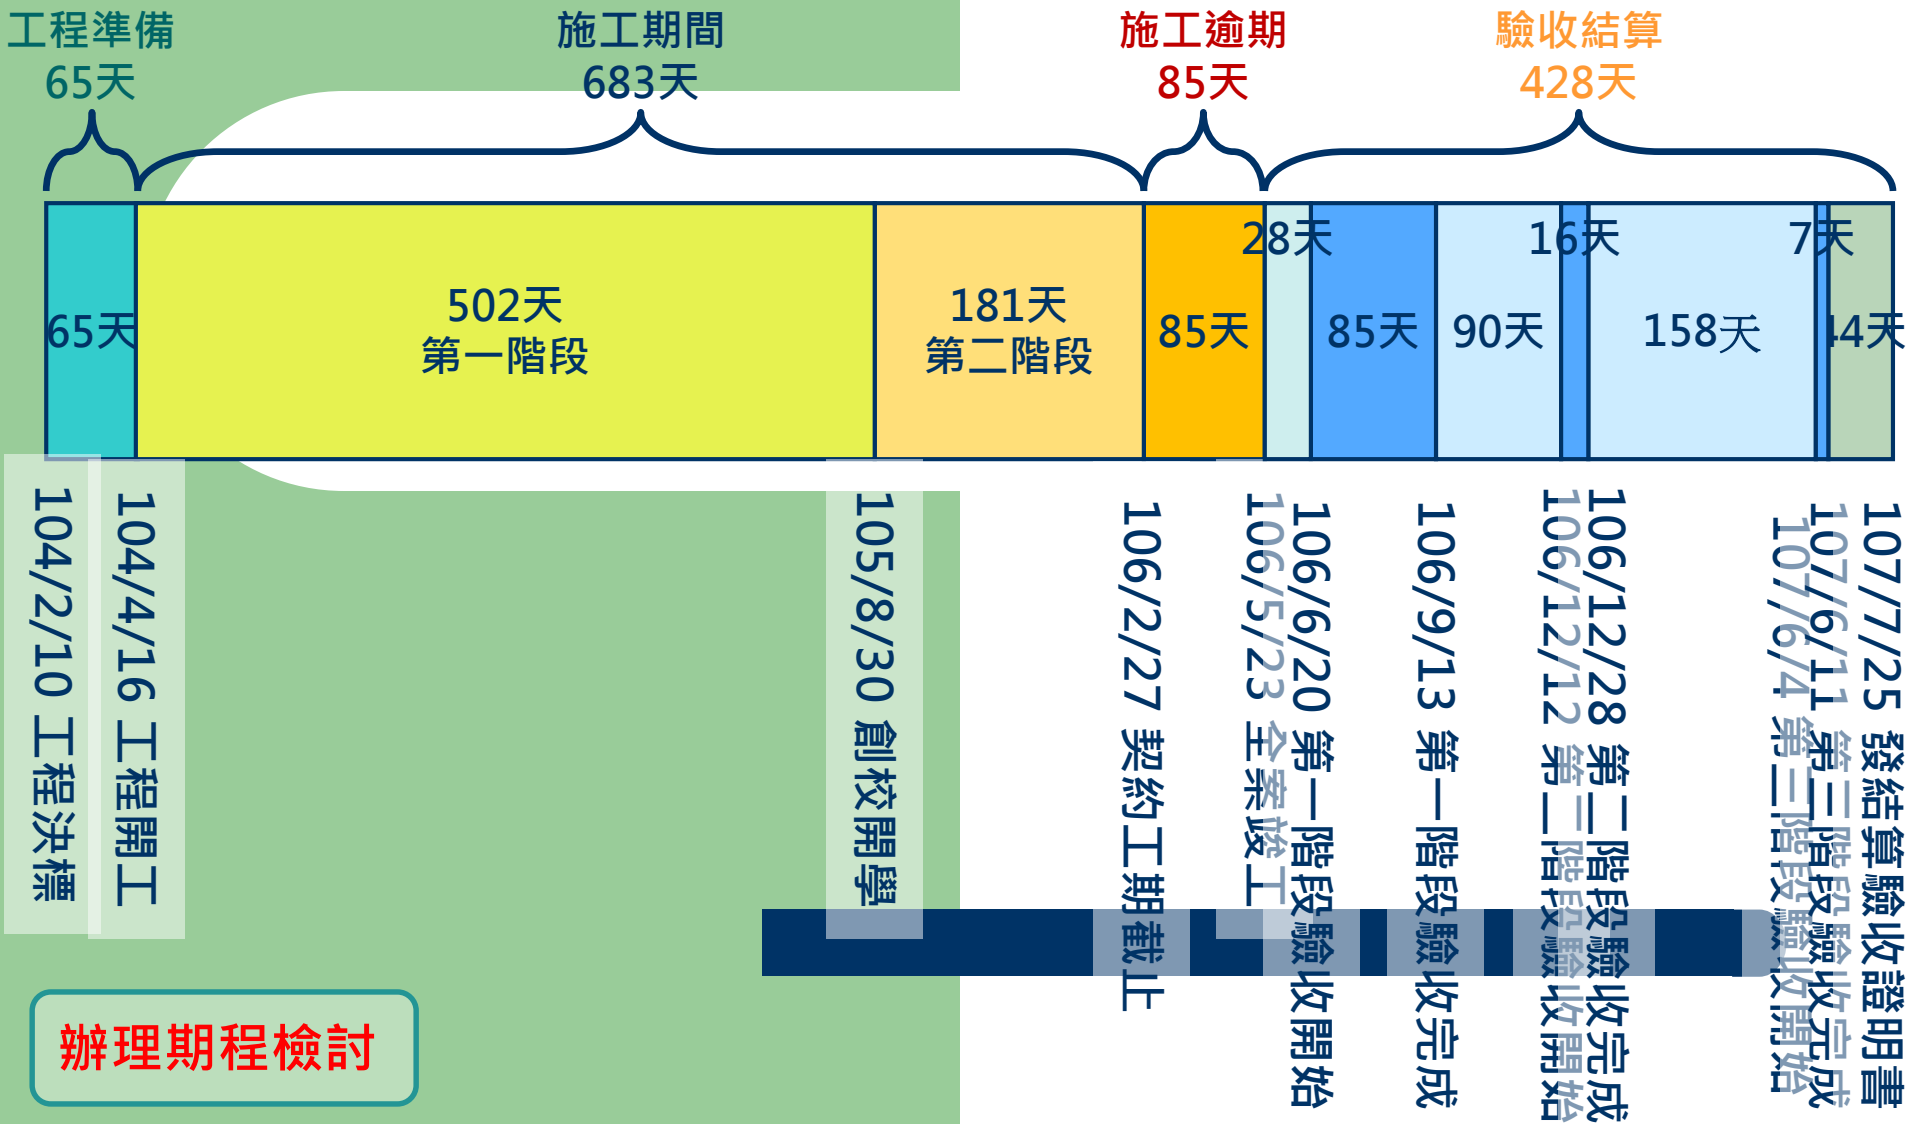 工程準備
65天
施工期間
683天
施工逾期
85天
驗收結算
428天
65天
502天
第一階段
181天
第二階段
85天
28天
85天
90天
16天
158天
7天
44天
104/2/10 工程決標
104/4/16 工程開工
105/8/30 創校開學
106/2/27 契約工期截止
106/5/23 全案竣工
106/6/20 第一階段驗收開始
106/9/13 第一階段驗收完成
106/12/12 第二階段驗收開始
106/12/28 第二階段驗收完成
107/6/4 第三階段驗收開始
107/6/11 第三階段驗收完成
107/7/25 發結算驗收證明書
辦理期程檢討